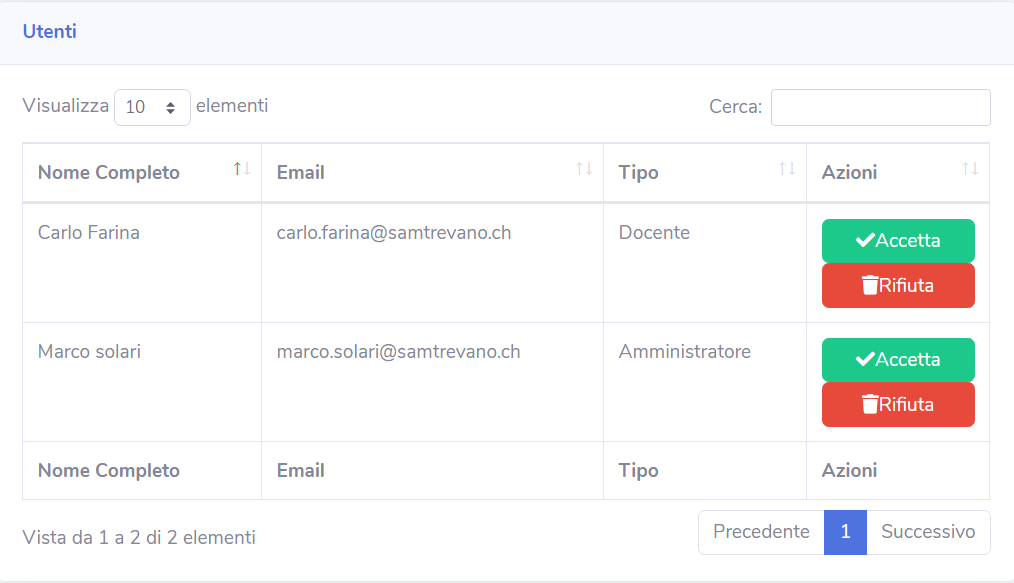 Utenti
Visualizza 10 elementi Cerca:
Nome Completo Email Tipo Azioni
Carlo Farina carlo.farina@samtrevano.ch Docente Accetta
Rifiuta
Marco solari marco.solari@samtrevano.ch Amministratore Accetta
Rifiuta
Nome Completo Email Tipo Azioni
Vista da 1 a 2 di 2 elementi Precedente 1 Successivo